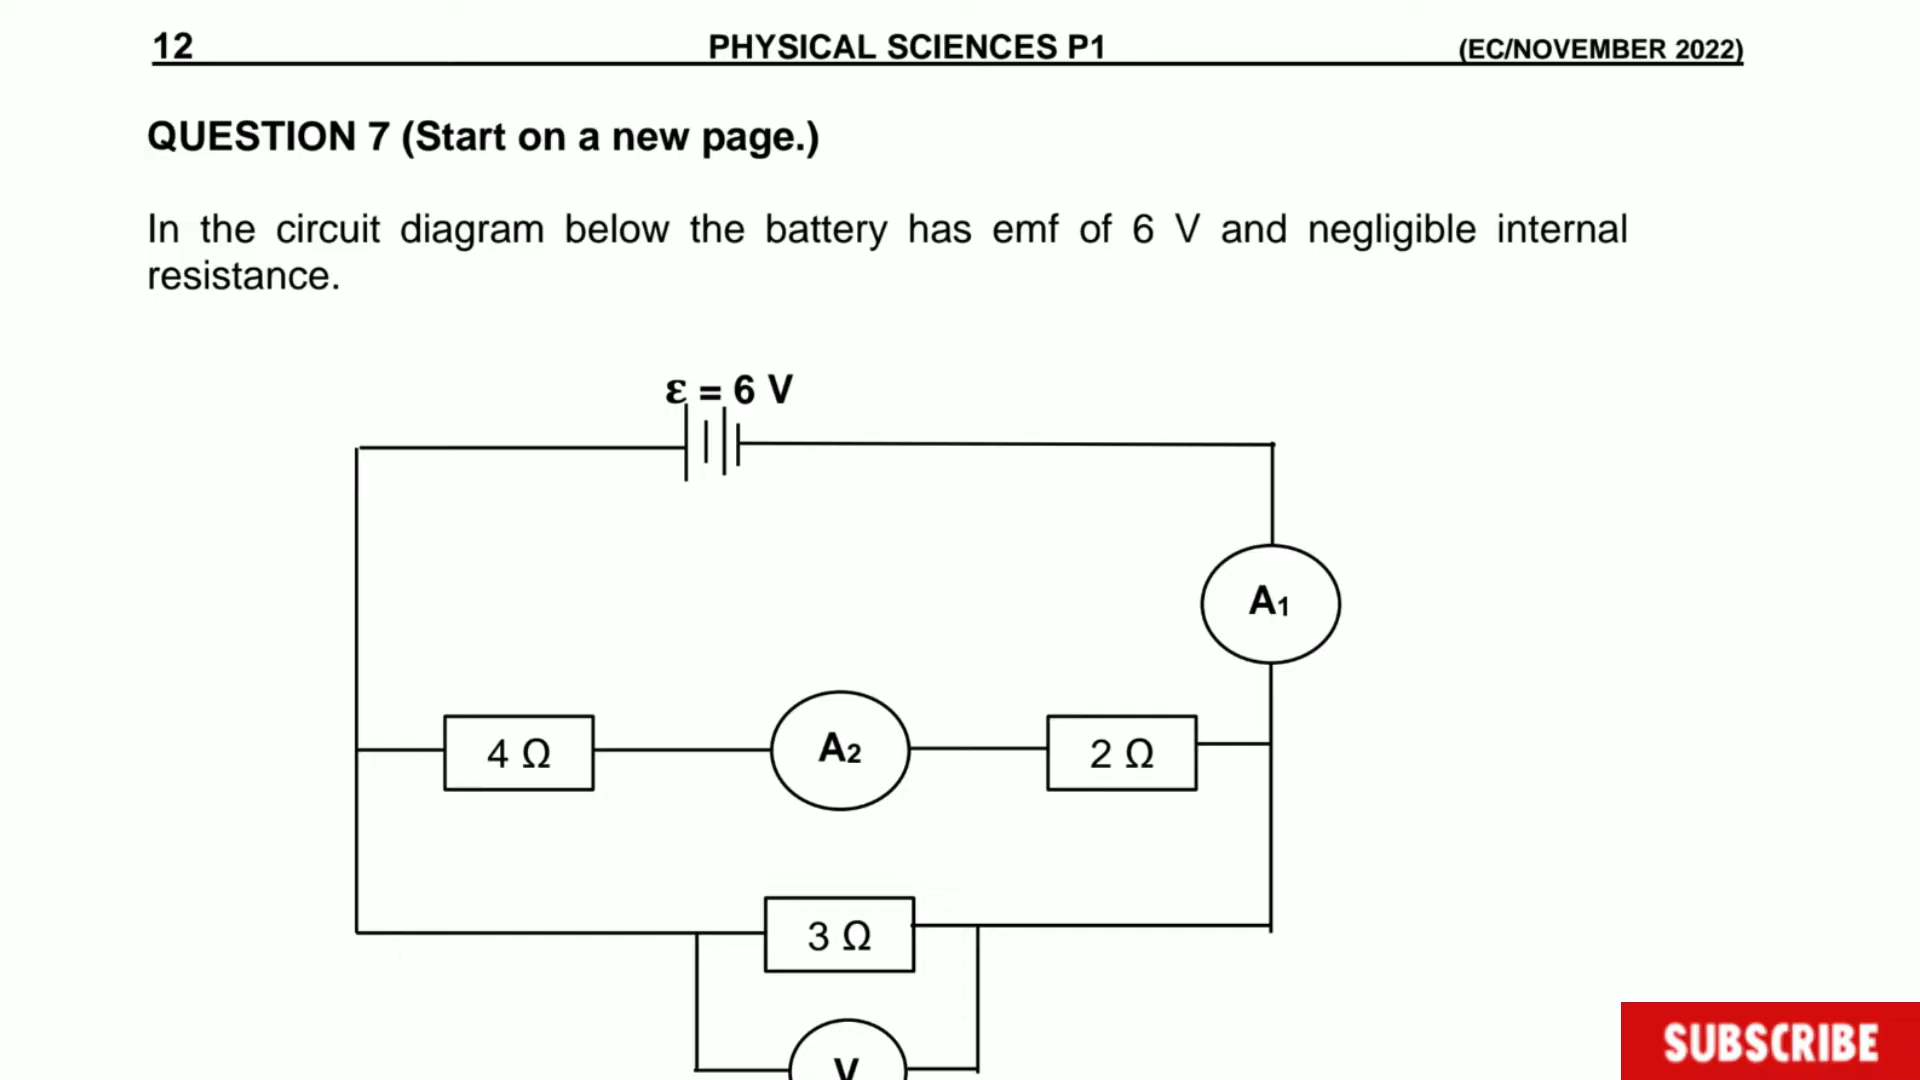 12 PHYSICAL SCIENCES P1 (EC/NOVEMBER 2022)
QUESTION 7 (Start on a new page.)
In the circuit diagram below the battery has emf of 6 V and negligible internal
resistance.
ε = 6 V
A1
4 Ω A2 2 Ω
3 Ω
V
SUBSCRIBE